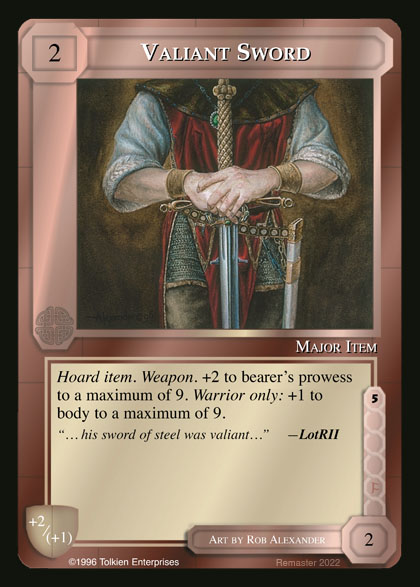 2
VALIANT SWORD
MAJOR ITEM
Hoard item. Weapon. +2 to bearer’s prowess
to a maximum of 9. Warrior only: +1 to
body to a maximum of 9.
“… his sword of steel was valiant…” —LotRII
5
R
+2
/(+1)
ART BY ROB ALEXANDER
2
©1996 Tolkien Enterprises
Remaster 2022